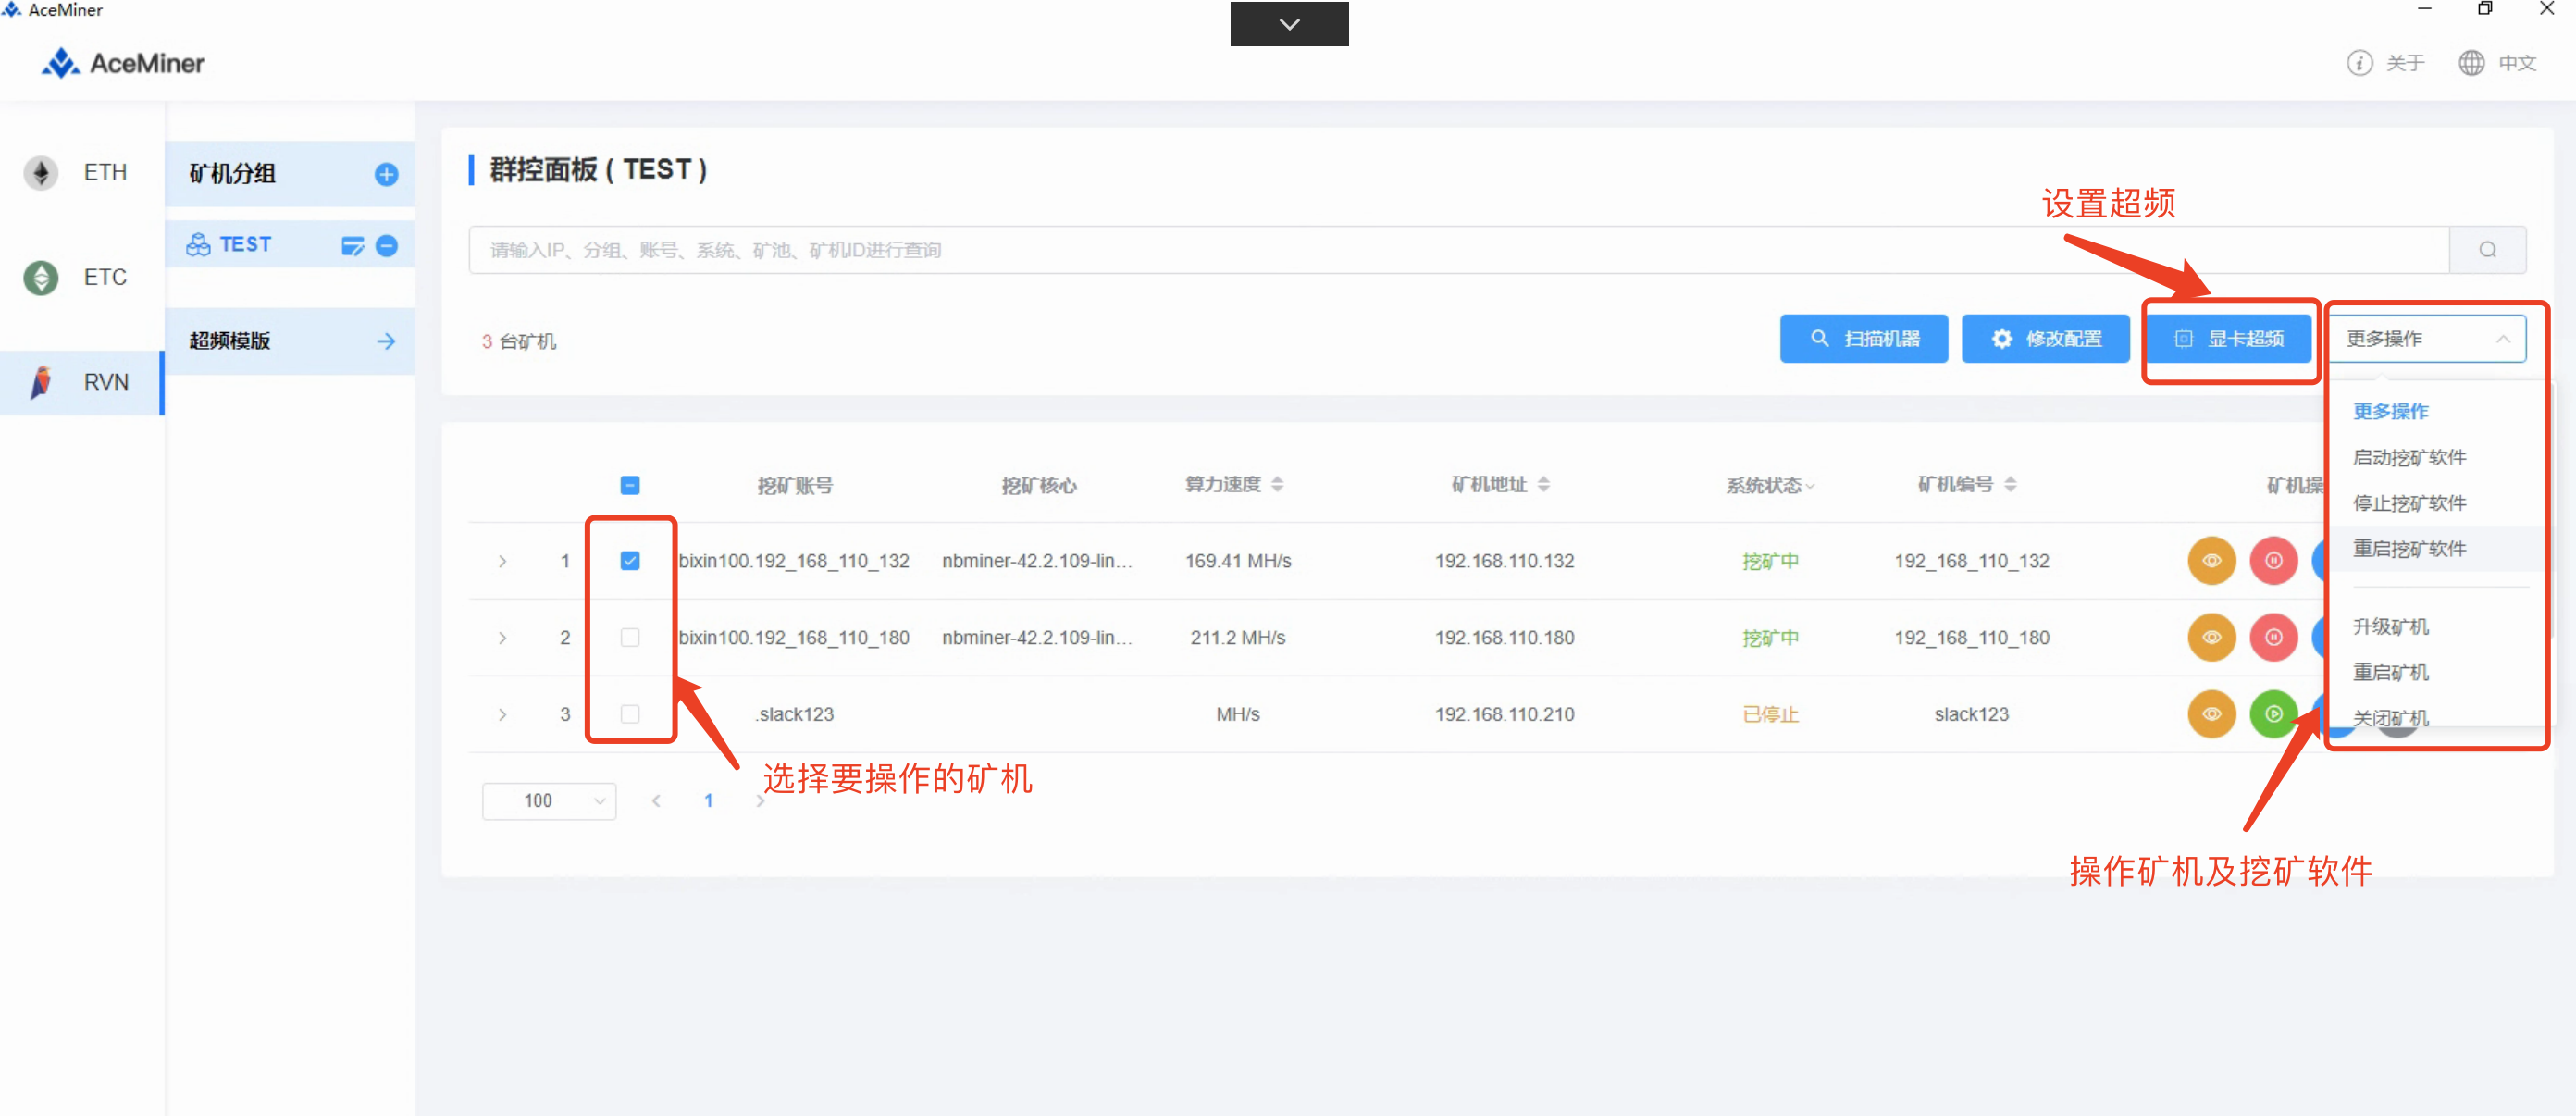 AceMiner
AceMiner
关于
中文
ETH
ETC
RVN
矿机分组
TEST
超频模版
群控面板 ( TEST )
设置超频
请输入IP、分组、账号、系统、矿池、矿机ID进行查询
3 台矿机
扫描机器
修改配置
显卡超频
更多操作
更多操作
启动挖矿软件
停止挖矿软件
重启挖矿软件
升级矿机
重启矿机
关闭矿机
挖矿账号 挖矿核心 算力速度 矿机地址 系统状态 矿机编号 矿机操
1 bixin100.192_168_110_132 nbminer-42.2.109-lin... 169.41 MH/s 192.168.110.132 挖矿中 192_168_110_132
2 bixin100.192_168_110_180 nbminer-42.2.109-lin... 211.2 MH/s 192.168.110.180 挖矿中 192_168_110_180
3 .slack123 MH/s 192.168.110.210 已停止 slack123
选择要操作的矿机
100 1
操作矿机及挖矿软件